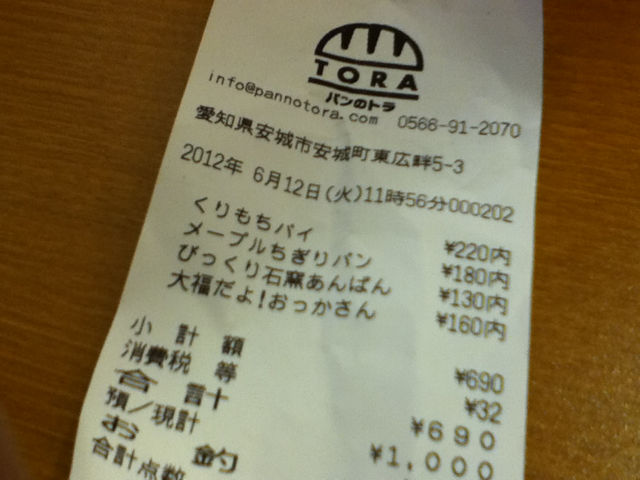 TORA
パンのトラ
info@pannotora.com 0566-91-2070
愛知県安城市安城町東広畔5-3
2012年 6月12日(火)11時56分000202
くりもちパイ ¥220内
メープルちぎりパン ¥180内
びっくり石窯あんぱん ¥130内
大福だよ!おっかさん ¥160内
小計額 ¥690
消費税等 ¥32
合計 ¥690
預/現計 ¥1,000
お釣
合計点数